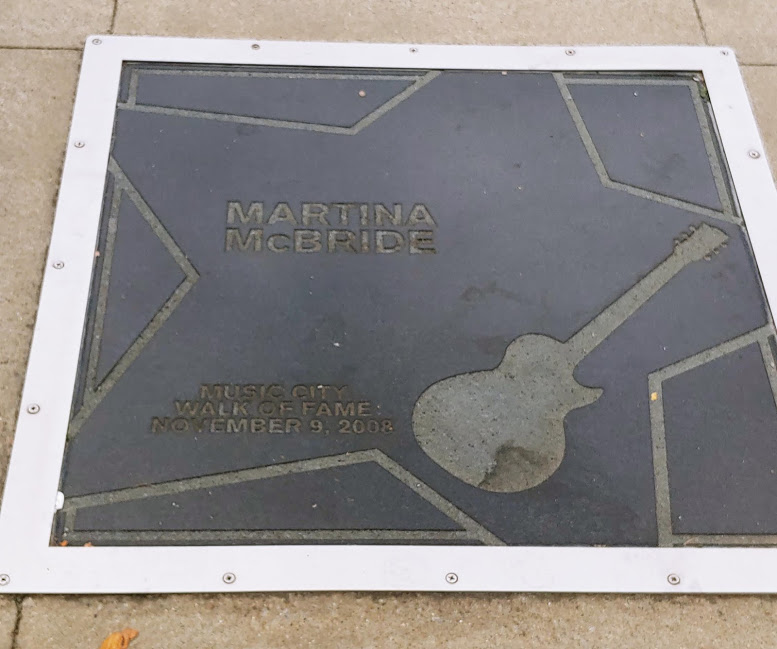 MARTINA
McBRIDE
MUSIC CITY
WALK OF FAME
NOVEMBER 9, 2008